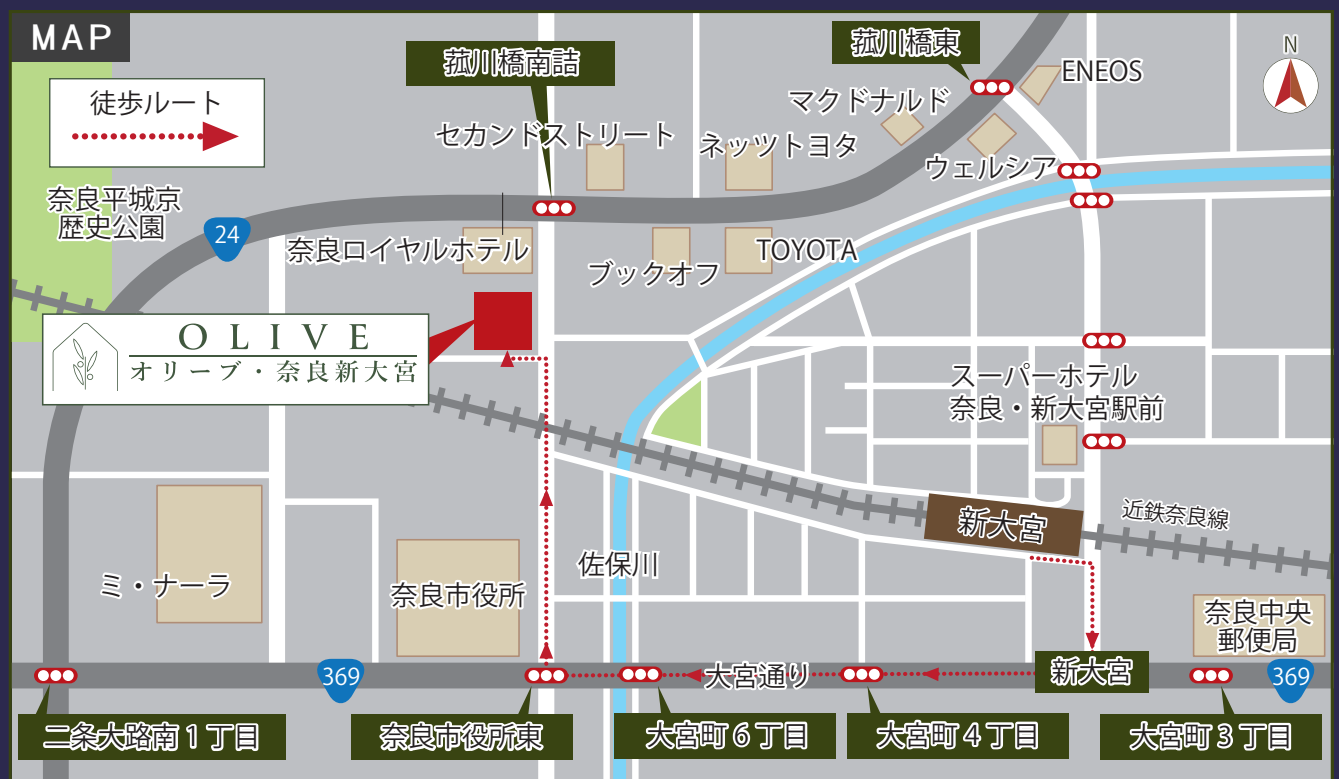 MAP
徒歩ルート
菰川橋南詰
菰川橋東
N
ENEOS
マクドナルド
セカンドストリート
ネッツトヨタ
ウェルシア
奈良平城京
歴史公園
24
奈良ロイヤルホテル
ブックオフ
TOYOTA
OLIVE
オリーブ・奈良新大宮
スーパーホテル
奈良・新大宮駅前
新大宮
近鉄奈良線
佐保川
ミ・ナーラ
奈良市役所
奈良中央
郵便局
369
大宮通り
新大宮
369
二条大路南1丁目
奈良市役所東
大宮町6丁目
大宮町4丁目
大宮町3丁目